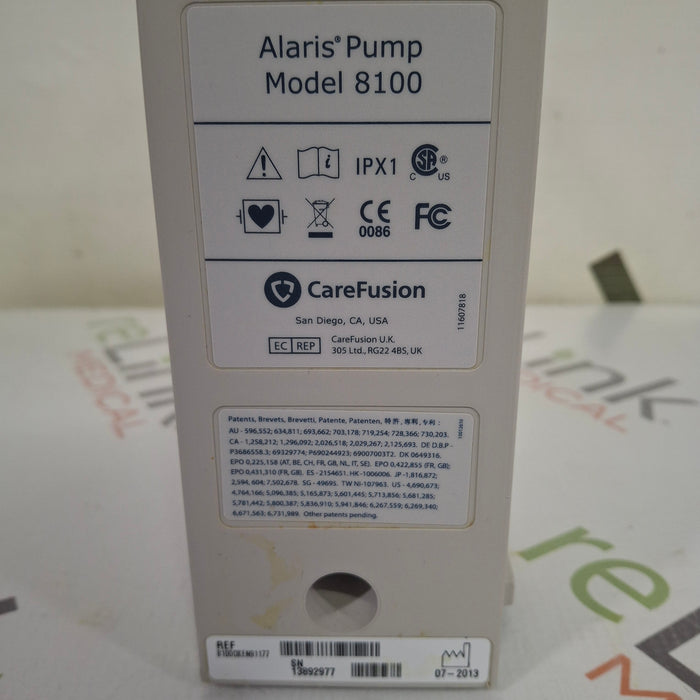 Alaris® Pump
Model 8100
IPX1
CSA®
C US
CE
0086
FC
CareFusion
San Diego, CA, USA
EC REP
CareFusion U.K.
305 Ltd., RG22 4BS, UK
11607818
Patents, Brevets, Brevetti, Patente, Patenten, 特許, 專利, 专利:
AU - 596,552; 634,811; 693,662; 703,178; 719,254; 728,366; 730,203.
CA - 1,258,212; 1,296,092; 2,026,518; 2,029,267; 2,125,693. DE D.B.P -
P3686558.3; 69329774; P690244923; 69007003T2. DK 0649316.
EPO 0,225,158 (AT, BE, CH, FR, GB, NL, IT, SE). EPO 0,422,855 (FR, GB);
EPO 0,431,310 (FR, GB). ES - 2154651. HK -1006006. JP -1,816,872;
2,594, 604; 7,502,678. SG - 49695. TW NI-107963. US - 4,690,673;
4,764,166; 5,096,385; 5,165,873; 5,601,445; 5,713,856; 5,681,285;
5,781,442; 5,800,387; 5,836,910; 5,941,846; 6,267,559; 6,269,340;
6,671,563; 6,731,989. Other patents pending.
REF
SN
13892977
07-2013
reLink
MEDICAL
Link
MEDICAL
re